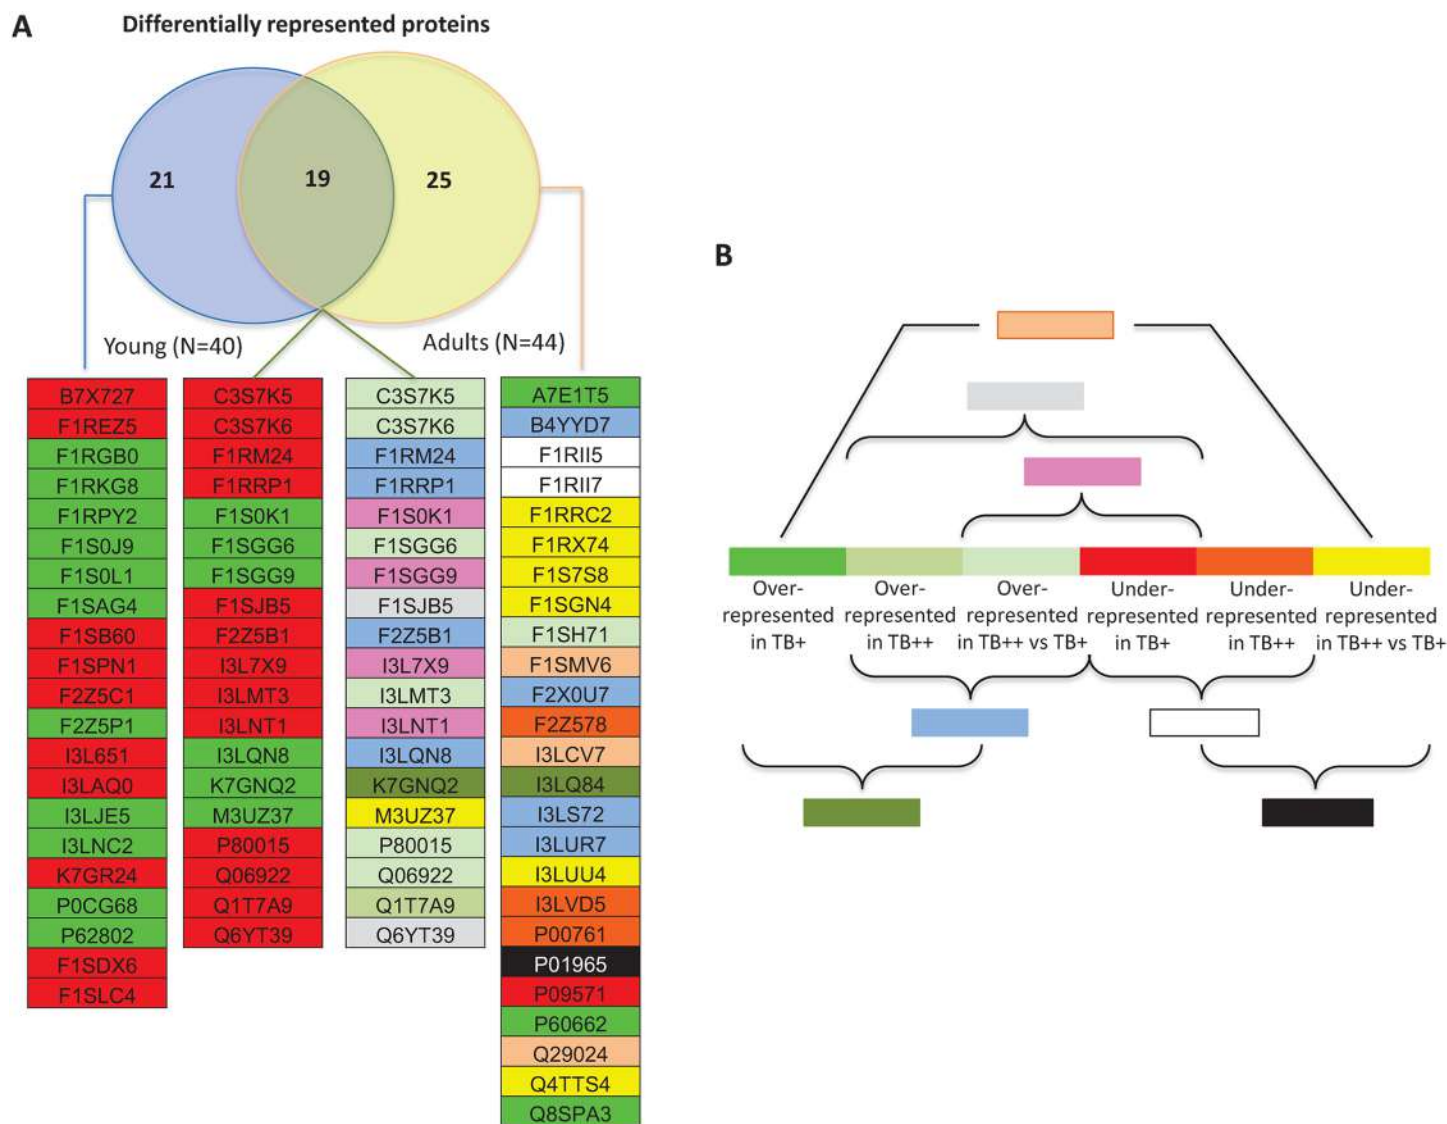 A
Differentially represented proteins
21
19
25
Young (N=40)
Adults (N=44)
B7X727
F1REZ5
F1RGB0
F1RKG8
F1RPY2
F1S0J9
F1S0L1
F1SAG4
F1SB60
F1SPN1
F2Z5C1
F2Z5P1
I3L651
I3LAQ0
I3LJE5
I3LNC2
K7GR24
P0CG68
P62802
F1SDX6
F1SLC4
C3S7K5
C3S7K6
F1RM24
F1RRP1
F1S0K1
F1SGG6
F1SGG9
F1SJB5
F2Z5B1
I3L7X9
I3LMT3
I3LNT1
I3LQN8
K7GNQ2
M3UZ37
P80015
Q06922
Q1T7A9
Q6YT39
C3S7K5
C3S7K6
F1RM24
F1RRP1
F1S0K1
F1SGG6
F1SGG9
F1SJB5
F2Z5B1
I3L7X9
I3LMT3
I3LNT1
I3LQN8
K7GNQ2
M3UZ37
P80015
Q06922
Q1T7A9
Q6YT39
A7E1T5
B4YYD7
F1RII5
F1RII7
F1RRC2
F1RX74
F1S7S8
F1SGN4
F1SH71
F1SMV6
F2X0U7
F2Z578
I3LCV7
I3LQ84
I3LS72
I3LUR7
I3LUU4
I3LVD5
P00761
P01965
P09571
P60662
Q29024
Q4TTS4
Q8SPA3
B
Over-
represented
in TB+
Over-
represented
in TB++
Over-
represented
in TB++ vs TB+
Under-
represented
in TB+
Under-
represented
in TB++
Under-
represented
in TB++ vs TB+